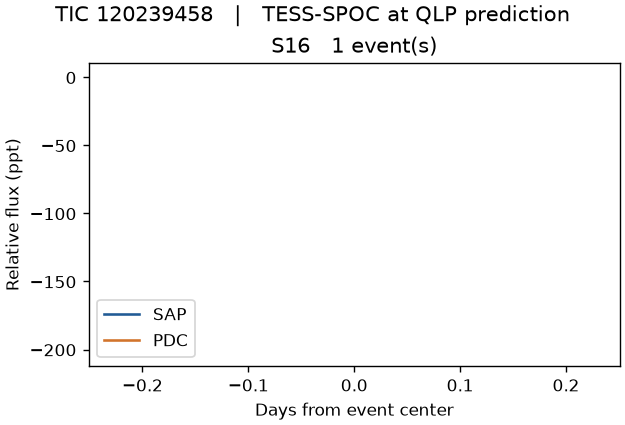 TIC 120239458 | TESS-SPOC at QLP prediction
S16 1 event(s)
Relative flux (ppt)
0
−50
−100
−150
−200
SAP
PDC
−0.2 −0.1 0.0 0.1 0.2
Days from event center